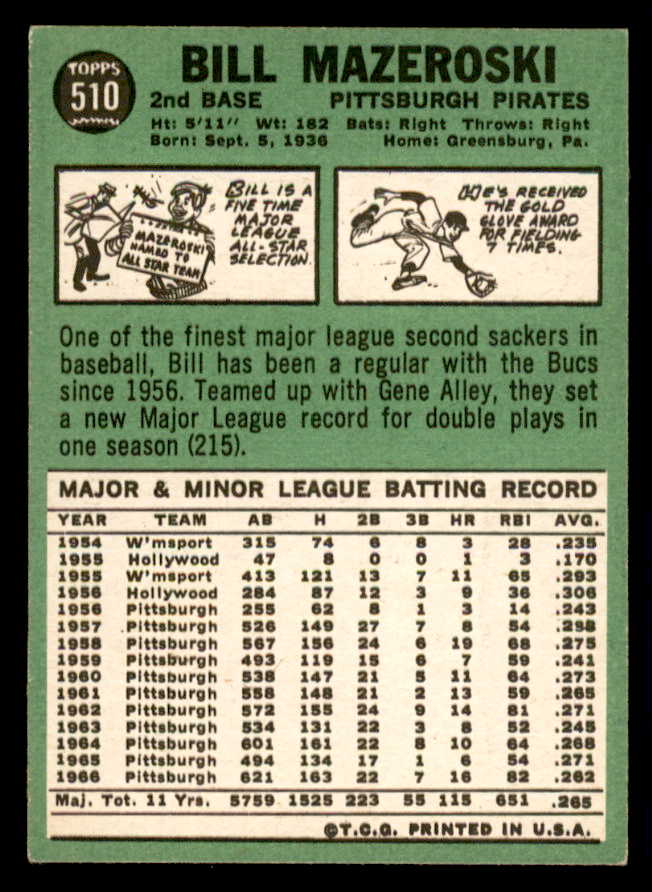 TOPPS
510
BILL MAZEROSKI
2nd BASE PITTSBURGH PIRATES
Ht: 5'11" Wt: 182 Bats: Right Throws: Right
Born: Sept. 5, 1936 Home: Greensburg, Pa.
MAZEROSKI
NAMED TO
ALL STAR TEAM
BILL IS A
FIVE TIME
MAJOR
LEAGUE
ALL-STAR
SELECTION.
HE'S RECEIVED
THE GOLD
GLOVE AWARD
FOR FIELDING
7 TIMES.
One of the finest major league second sackers in
baseball, Bill has been a regular with the Bucs
since 1956. Teamed up with Gene Alley, they set
a new Major League record for double plays in
one season (215).
MAJOR & MINOR LEAGUE BATTING RECORD
YEAR TEAM AB H 2B 3B HR RBI AVG.
1954 W'msport 315 74 6 8 3 28 .235
1955 Hollywood 47 8 0 0 1 3 .170
1955 W'msport 413 121 13 7 11 65 .293
1956 Hollywood 284 87 12 3 9 36 .306
1956 Pittsburgh 255 62 8 1 3 14 .243
1957 Pittsburgh 526 149 27 7 8 54
1958 Pittsburgh 567 156 24 6 19 68 .275
1959 Pittsburgh 493 119 15 6 7 59 .241
1960 Pittsburgh 538 147 21 5 11 64 .273
1961 Pittsburgh 558 148 21 2 13 59 .265
1962 Pittsburgh 572 155 24 9 14 81 .271
1963 Pittsburgh 534 131 22 3 8 52 .245
1964 Pittsburgh 601 161 22 8 10 64 .268
1965 Pittsburgh 494 134 17 1 6 54 .271
1966 Pittsburgh 621 163 22 7 16 82 .262
Maj. Tot. 11 Yrs. 5759 1525 223 55 115 651 .265
©T.C.G. PRINTED IN U.S.A.